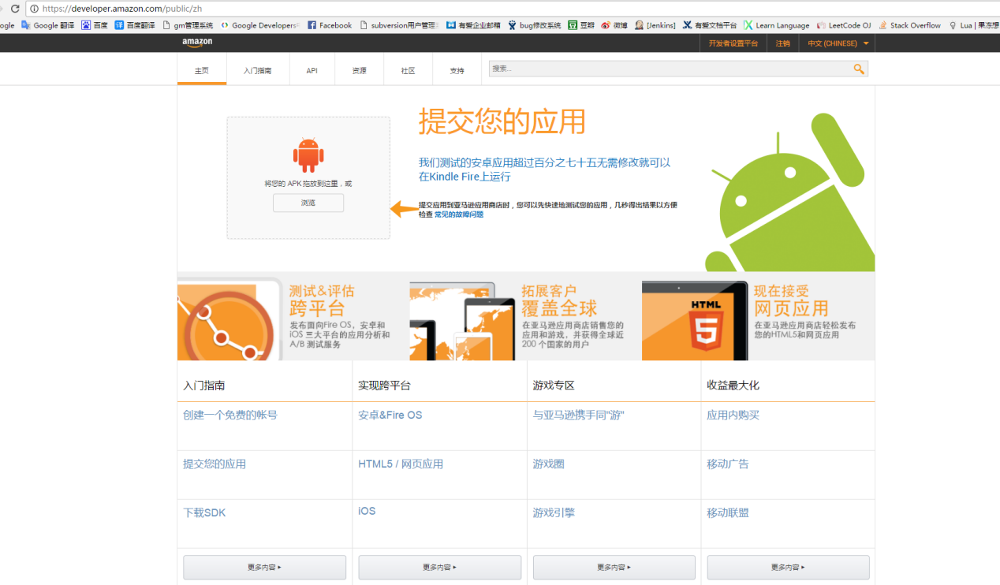 https://developer.amazon.com/public/zh
ogle Google 翻译 百度 百度翻译 gm管理系统 Google Developers Facebook subversion用户管理 有爱企业邮箱 bug修改系统 豆瓣 微博 [Jenkins] 有爱文档平台 Learn Language LeetCode OJ Stack Overflow Lua | 果冻想
amazon 开发者设置平台 注销 中文 (CHINESE)
主页 入门指南 API 资源 社区 支持 搜索...
提交您的应用
将您的 APK 拖放到这里，或
浏览
我们测试的安卓应用超过百分之七十五无需修改就可以
在Kindle Fire上运行
提交应用到亚马逊应用商店时，您可以先快速地测试您的应用，几秒得出结果以方便
检查 常见的故障问题
测试&评估
跨平台
发布面向Fire OS，安卓和
iOS 三大平台的应用分析和
A/B 测试服务
拓展客户
覆盖全球
在亚马逊应用商店销售您的
应用和游戏，并获得全球近
200 个国家的用户
HTML
5
现在接受
网页应用
在亚马逊应用商店轻松发布
您的HTML5和网页应用
入门指南 实现跨平台 游戏专区 收益最大化
创建一个免费的帐号 安卓&Fire OS 与亚马逊携手同"游" 应用内购买
提交您的应用 HTML5 / 网页应用 游戏圈 移动广告
下载SDK iOS 游戏引擎 移动联盟
更多内容 更多内容 更多内容 更多内容